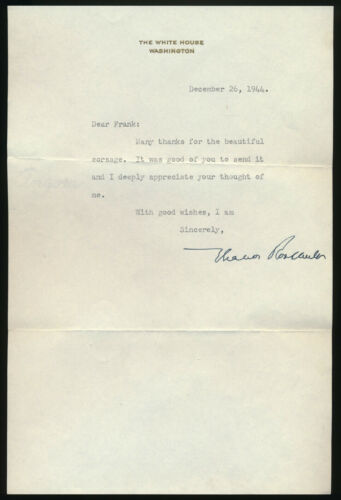 THE WHITE HOUSE
WASHINGTON
December 26, 1944.
Dear Frank:
Many thanks for the beautiful
corsage. It was good of you to send it
and I deeply appreciate your thought of
me.
With good wishes, I am
Sincerely,
Eleanor Roosevelt